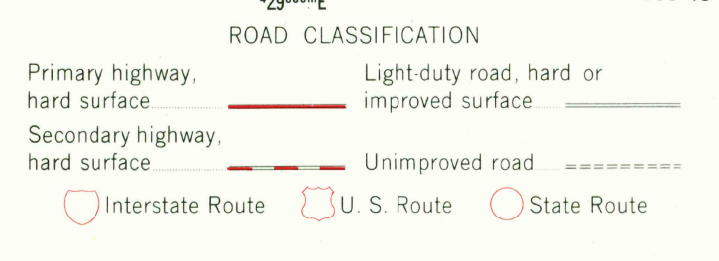 ROAD CLASSIFICATION
Primary highway,
hard surface
Light-duty road, hard or
improved surface
Secondary highway,
hard surface
Unimproved road
Interstate Route
U. S. Route
State Route